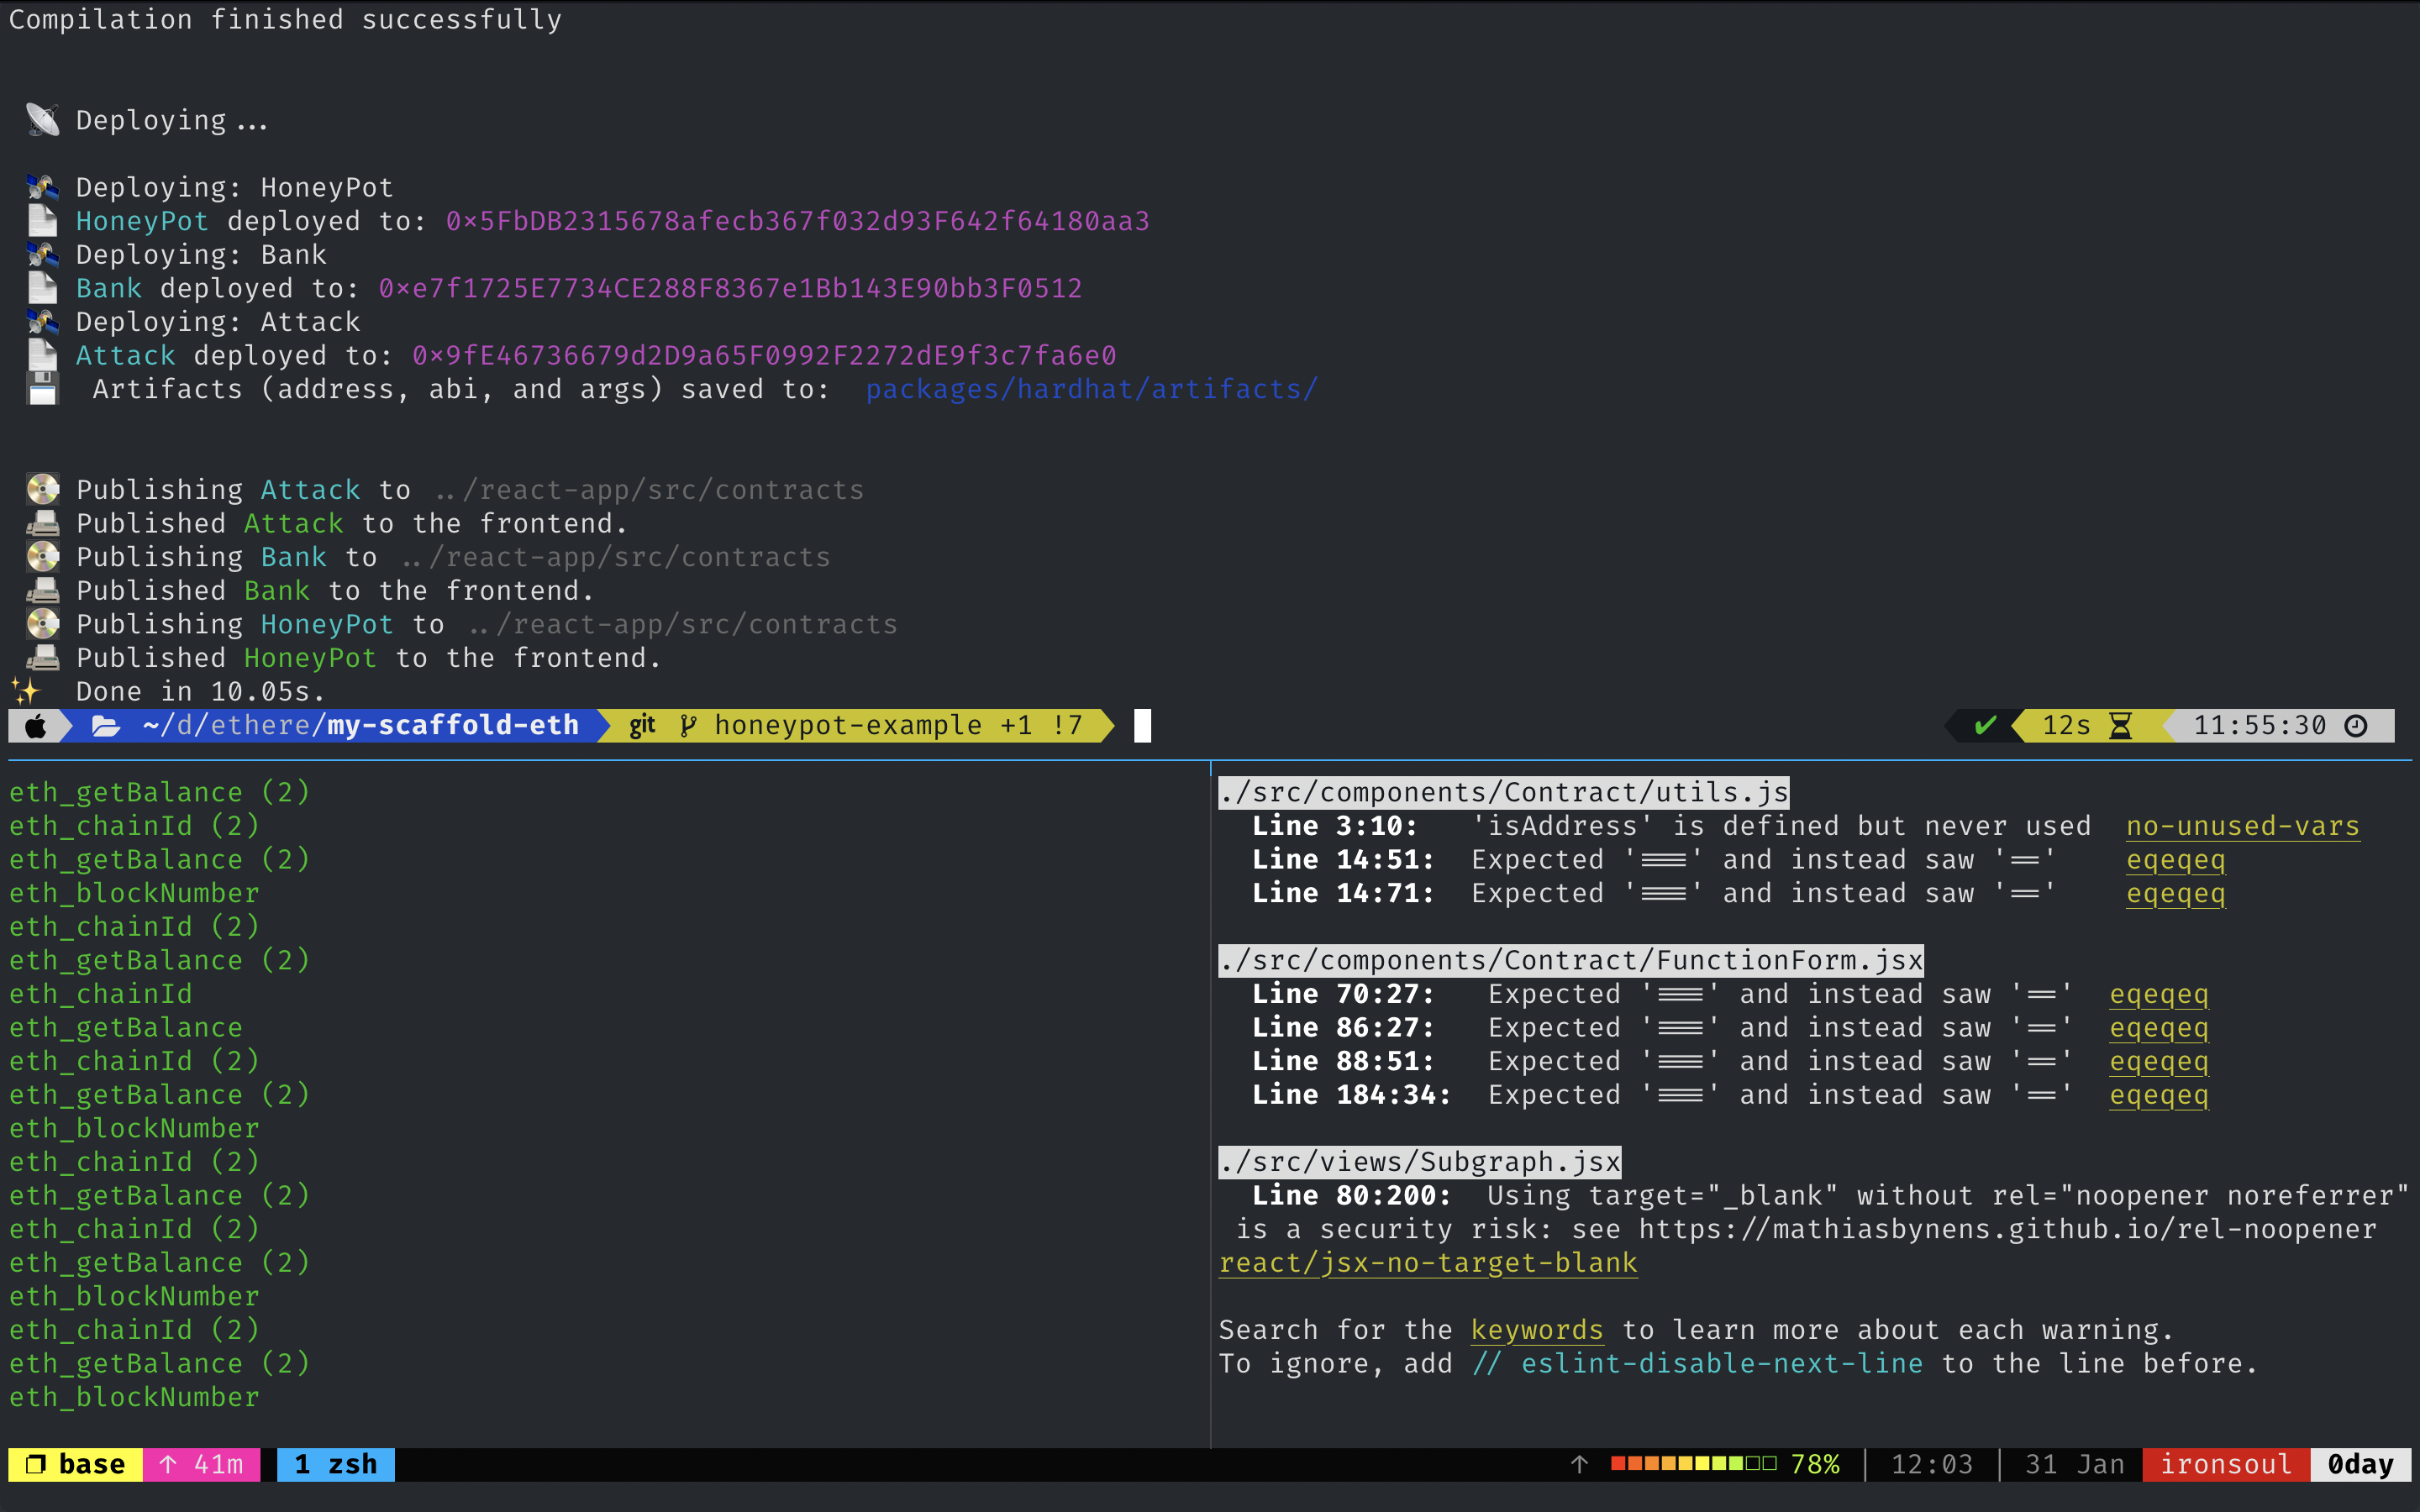 Compilation finished successfully
Deploying...
Deploying: HoneyPot
HoneyPot deployed to: 0×5FbDB2315678afecb367f032d93F642f64180aa3
Deploying: Bank
Bank deployed to: 0×e7f1725E7734CE288F8367e1Bb143E90bb3F0512
Deploying: Attack
Attack deployed to: 0×9fE46736679d2D9a65F0992F2272dE9f3c7fa6e0
Artifacts (address, abi, and args) saved to:  packages/hardhat/artifacts/
Publishing Attack to ../react-app/src/contracts
Published Attack to the frontend.
Publishing Bank to ../react-app/src/contracts
Published Bank to the frontend.
Publishing HoneyPot to ../react-app/src/contracts
Published HoneyPot to the frontend.
Done in 10.05s.
~/d/ethere/my-scaffold-eth git honeypot-example +1 !7 ✔ 12s 11:55:30
eth_getBalance (2)
eth_chainId (2)
eth_getBalance (2)
eth_blockNumber
eth_chainId (2)
eth_getBalance (2)
eth_chainId
eth_getBalance
eth_chainId (2)
eth_getBalance (2)
eth_blockNumber
eth_chainId (2)
eth_getBalance (2)
eth_chainId (2)
eth_getBalance (2)
eth_blockNumber
eth_chainId (2)
eth_getBalance (2)
eth_blockNumber
./src/components/Contract/utils.js
Line 3:10:   'isAddress' is defined but never used  no-unused-vars
Line 14:51:  Expected '===' and instead saw '=='    eqeqeq
Line 14:71:  Expected '===' and instead saw '=='    eqeqeq
./src/components/Contract/FunctionForm.jsx
Line 70:27:   Expected '===' and instead saw '=='  eqeqeq
Line 86:27:   Expected '===' and instead saw '=='  eqeqeq
Line 88:51:   Expected '===' and instead saw '=='  eqeqeq
Line 184:34:  Expected '===' and instead saw '=='  eqeqeq
./src/views/Subgraph.jsx
Line 80:200:  Using target="_blank" without rel="noopener noreferrer"
is a security risk: see https://mathiasbynens.github.io/rel-noopener
react/jsx-no-target-blank
Search for the keywords to learn more about each warning.
To ignore, add // eslint-disable-next-line to the line before.
base ↑ 41m 1 zsh ↑ 78% | 12:03 | 31 Jan ironsoul 0day